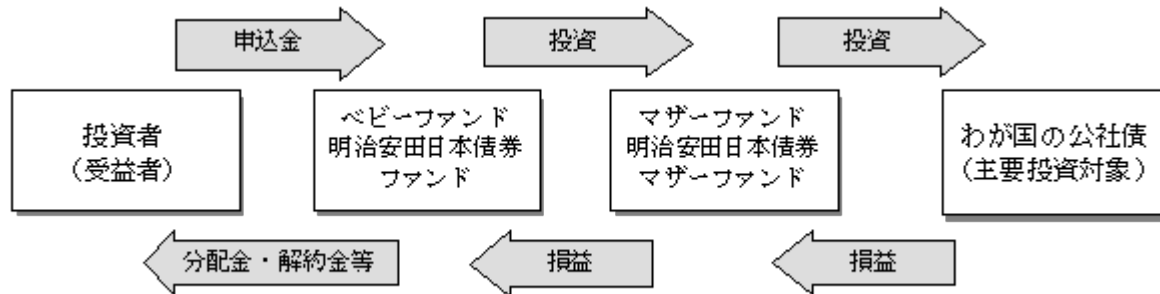 申込金
投資
投資
投資者
（受益者）
ベビーファンド
明治安田日本債券
ファンド
マザーファンド
明治安田日本債券
マザーファンド
わが国の公社債
（主要投資対象）
分配金・解約金等
損益
損益